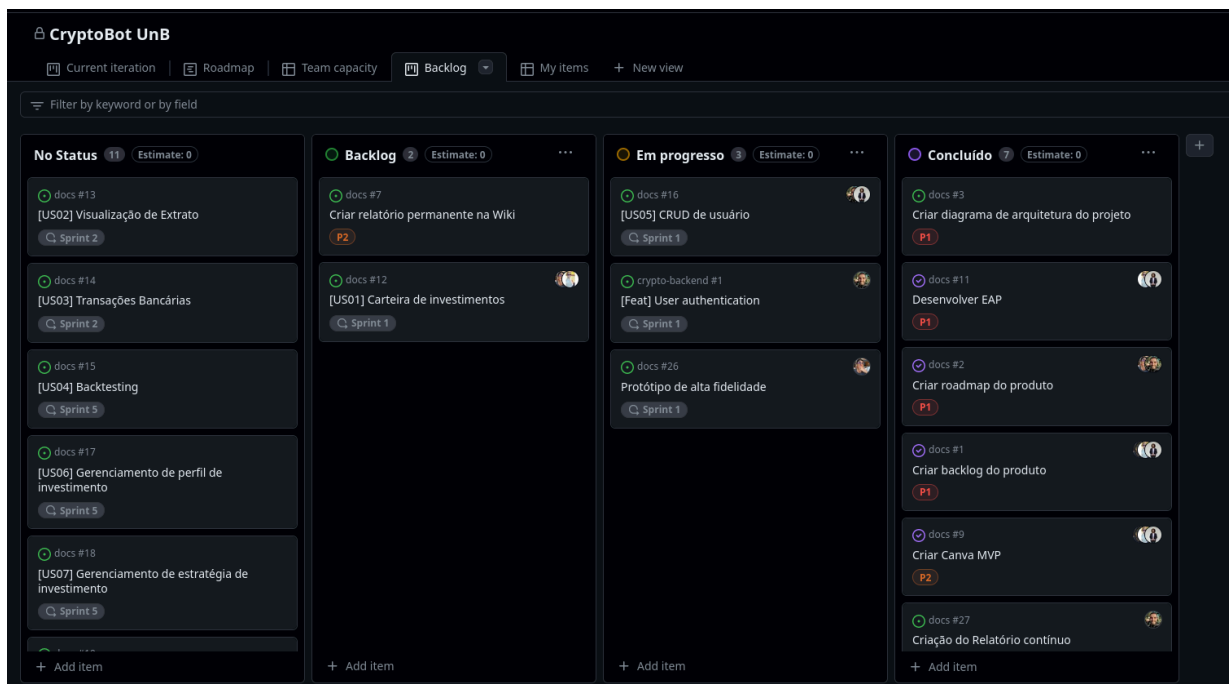 CryptoBot UnB
Current iteration
Roadmap
Team capacity
Backlog
My items
New view
Filter by keyword or by field
No Status 11 Estimate: 0
docs #13
[US02] Visualização de Extrato
Sprint 2
docs #14
[US03] Transações Bancárias
Sprint 2
docs #15
[US04] Backtesting
Sprint 5
docs #17
[US06] Gerenciamento de perfil de
investimento
Sprint 5
docs #18
[US07] Gerenciamento de estratégia de
investimento
Sprint 5
+ Add item
Backlog 2 Estimate: 0
docs #7
Criar relatório permanente na Wiki
P2
docs #12
[US01] Carteira de investimentos
Sprint 1
+ Add item
Em progresso 3 Estimate: 0
docs #16
[US05] CRUD de usuário
Sprint 1
crypto-backend #1
[Feat] User authentication
Sprint 1
docs #26
Protótipo de alta fidelidade
Sprint 1
+ Add item
Concluído 7 Estimate: 0
docs #3
Criar diagrama de arquitetura do projeto
P1
docs #11
Desenvolver EAP
P1
docs #2
Criar roadmap do produto
P1
docs #1
Criar backlog do produto
P1
docs #9
Criar Canva MVP
P2
docs #27
Criação do Relatório contínuo
+ Add item